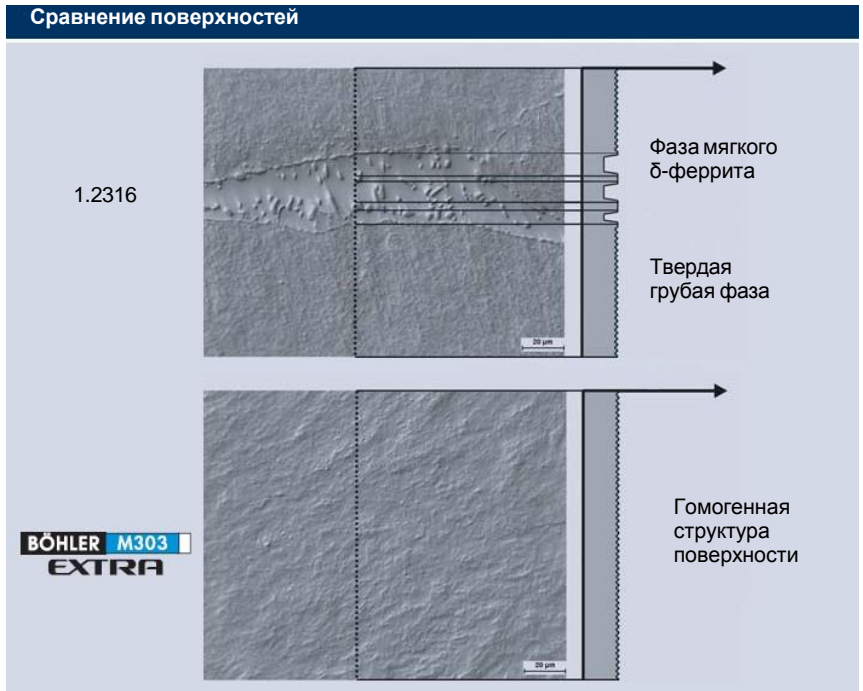 Сравнение поверхностей
1.2316
Фаза мягкого
δ-феррита
Твердая
грубая фаза
20 µm
BÖHLER M303
EXTRA
Гомогенная
структура
поверхности
20 µm